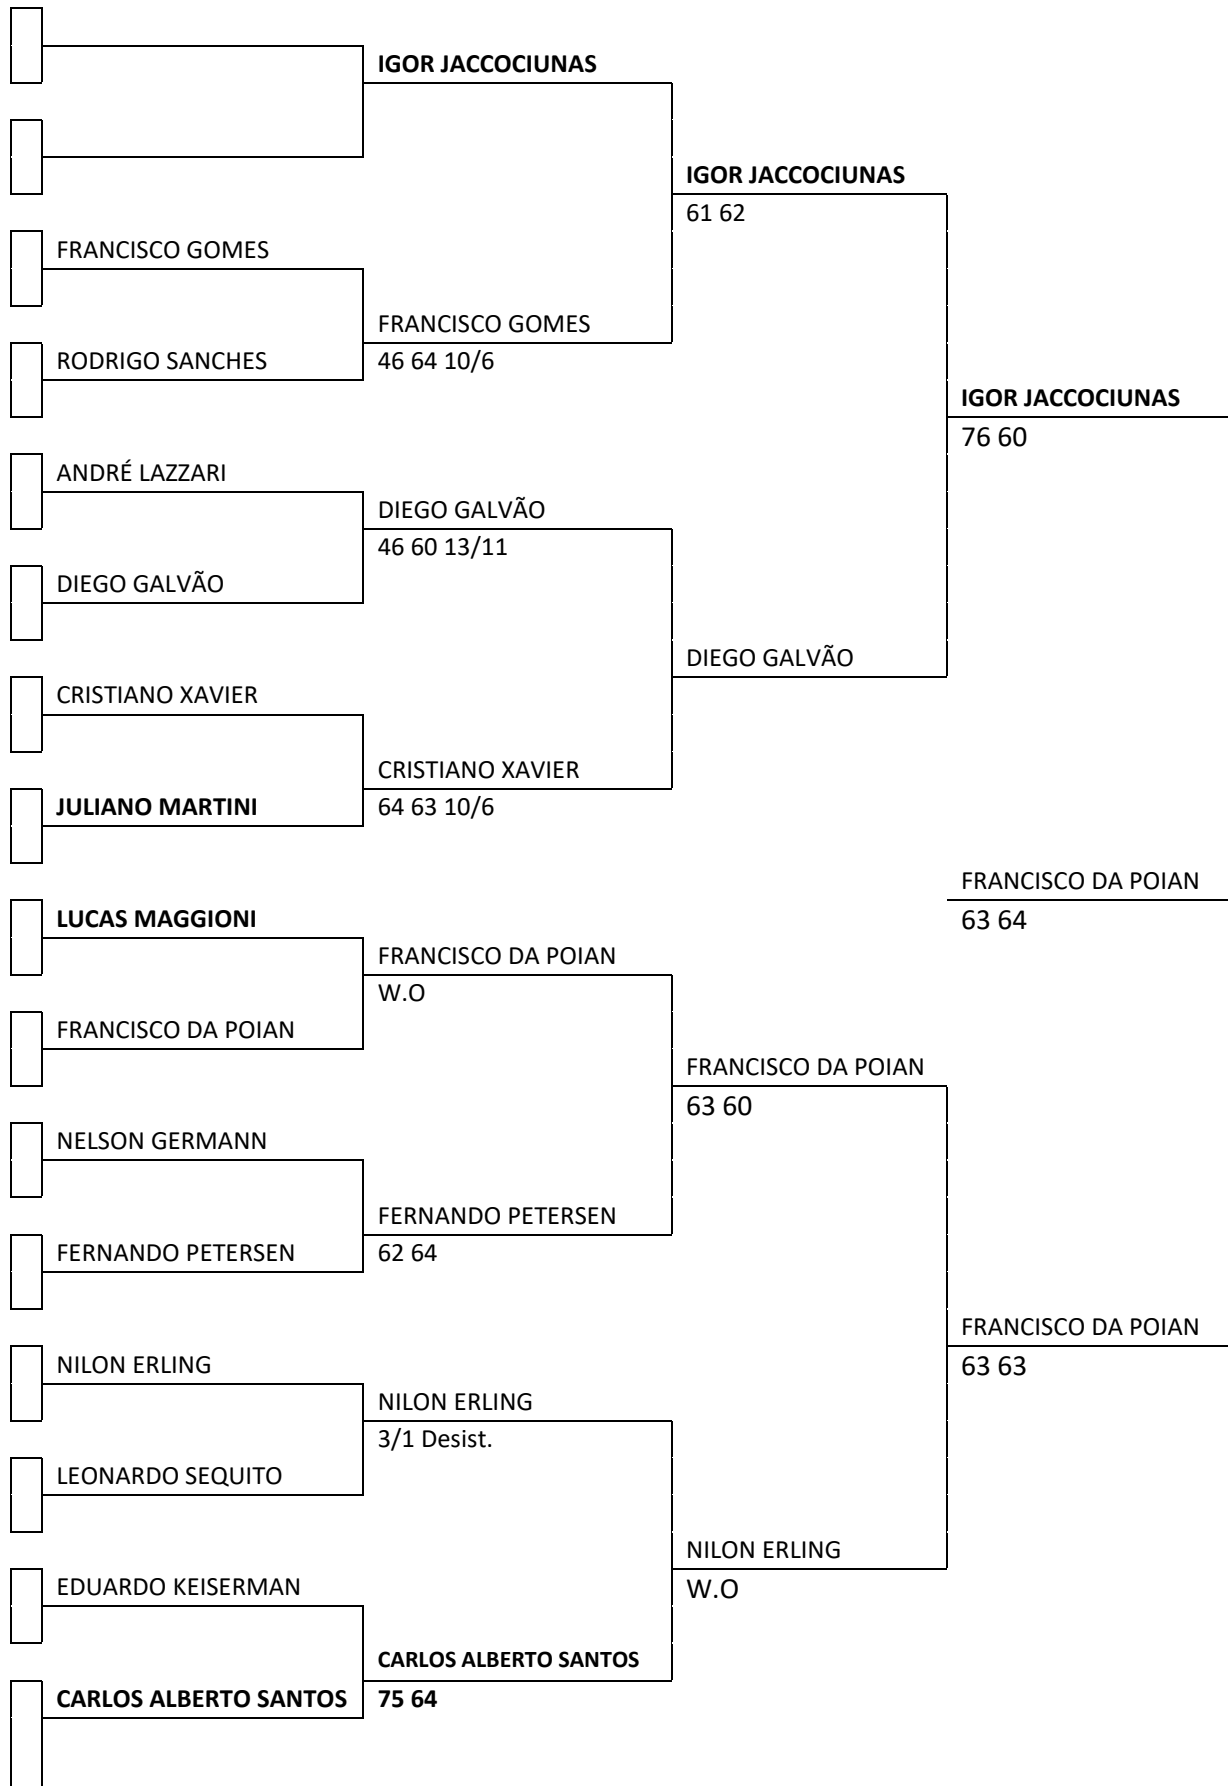 IGOR JACCOCIUNAS
IGOR JACCOCIUNAS
61 62
FRANCISCO GOMES
FRANCISCO GOMES
RODRIGO SANCHES
46 64 10/6
IGOR JACCOCIUNAS
76 60
ANDRÉ LAZZARI
DIEGO GALVÃO
46 60 13/11
DIEGO GALVÃO
DIEGO GALVÃO
CRISTIANO XAVIER
CRISTIANO XAVIER
JULIANO MARTINI
64 63 10/6
FRANCISCO DA POIAN
63 64
LUCAS MAGGIONI
FRANCISCO DA POIAN
W.O
FRANCISCO DA POIAN
FRANCISCO DA POIAN
63 60
NELSON GERMANN
FERNANDO PETERSEN
FERNANDO PETERSEN
62 64
FRANCISCO DA POIAN
63 63
NILON ERLING
NILON ERLING
3/1 Desist.
LEONARDO SEQUITO
NILON ERLING
W.O
EDUARDO KEISERMAN
CARLOS ALBERTO SANTOS
CARLOS ALBERTO SANTOS
75 64